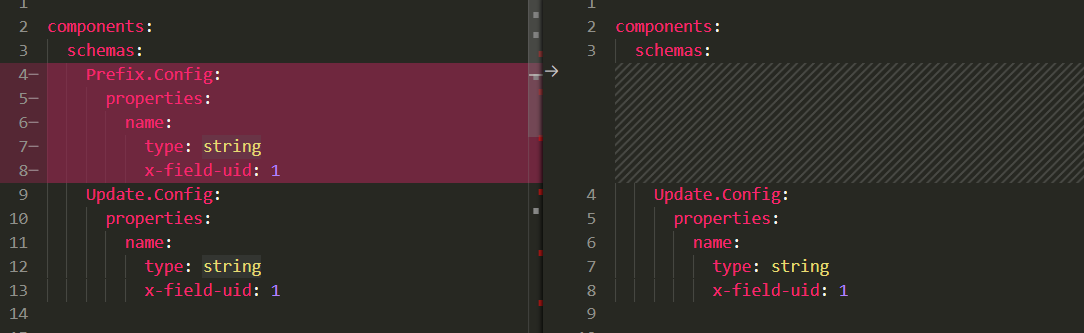 1
2 components:
3 schemas:
4− Prefix.Config:
5− properties:
6− name:
7− type: string
8− x-field-uid: 1
9 Update.Config:
10 properties:
11 name:
12 type: string
13 x-field-uid: 1
14
→
1
2 components:
3 schemas:
4 Update.Config:
5 properties:
6 name:
7 type: string
8 x-field-uid: 1
9